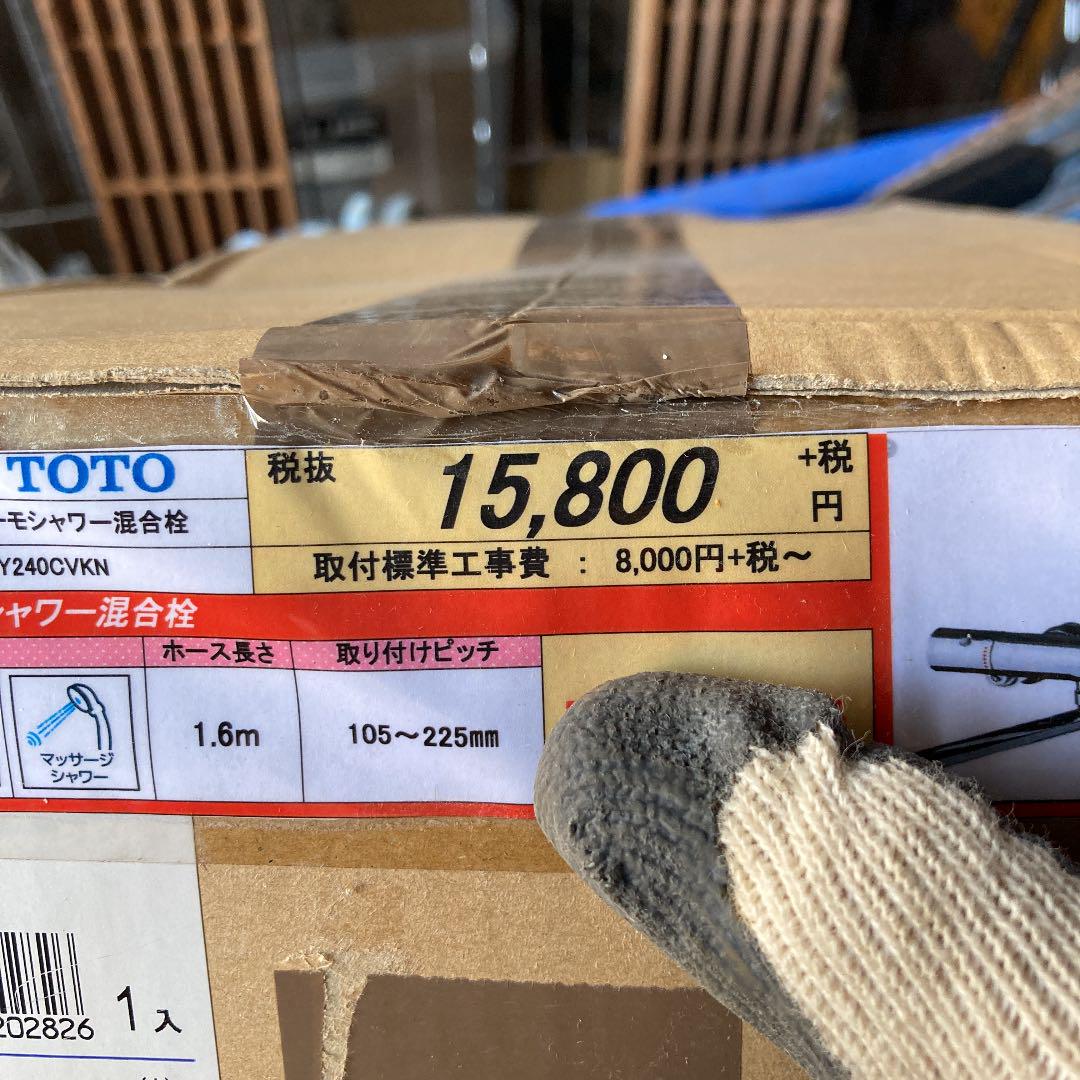 TOTO
税抜 15,800 +税
円
ーモシャワー混合栓
Y240CVKN
取付標準工事費 : 8,000円+税〜
シャワー混合栓
ホース長さ 取り付けピッチ
マッサージ
シャワー
1.6m 105〜225mm
202826 1入